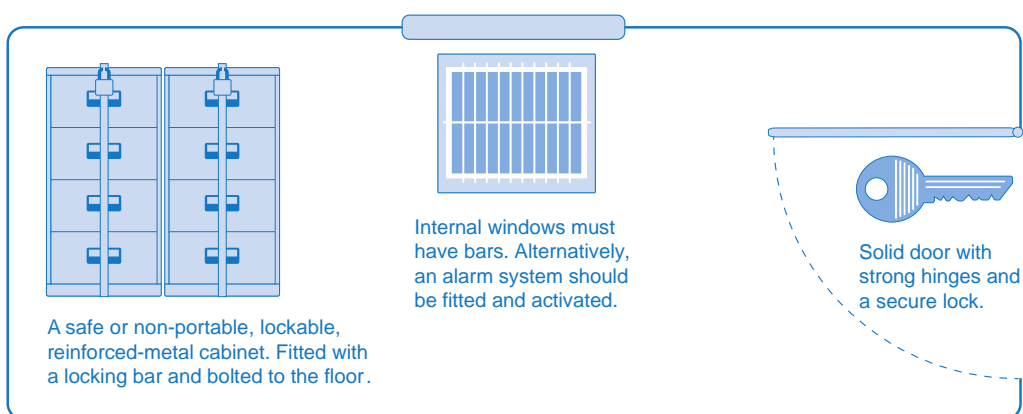 Internal windows must
have bars. Alternatively,
an alarm system should
be fitted and activated.
Solid door with
strong hinges and
a secure lock.
A safe or non-portable, lockable,
reinforced-metal cabinet. Fitted with
a locking bar and bolted to the floor.